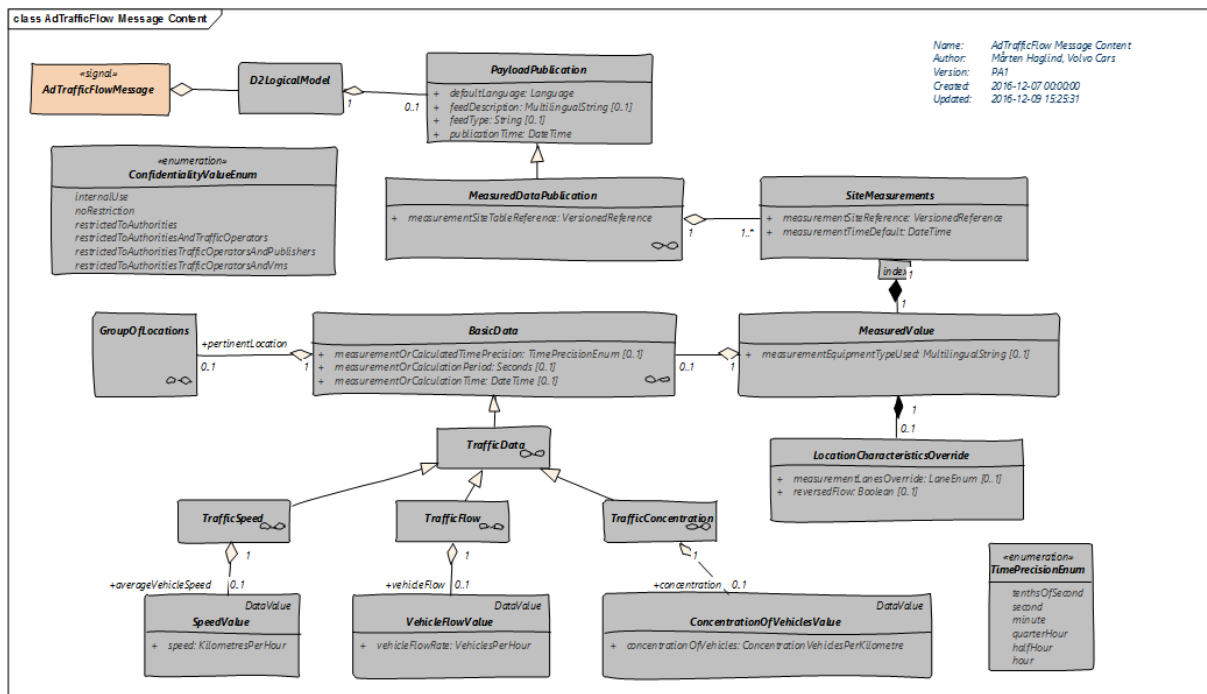 class AdTrafficFlow Message Content
Name: AdTrafficFlow Message Content
Author: Mårten Haglind, Volvo Cars
Version: PA1
Created: 2016-12-07 00:00:00
Updated: 2016-12-09 15:25:31
«signal»
AdTrafficFlowMessage
D2LogicalModel
1
0..1
PayloadPublication
+ defaultLanguage: Language
+ feedDescription: MultilingualString [0..1]
+ feedType: String [0..1]
+ publicationTime: DateTime
«enumeration»
ConfidentialityValueEnum
internalUse
noRestriction
restrictedToAuthorities
restrictedToAuthoritiesAndTrafficOperators
restrictedToAuthoritiesTrafficOperatorsAndPublishers
restrictedToAuthoritiesTrafficOperatorsAndVms
MeasuredDataPublication
+ measurementSiteTableReference: VersionedReference
1
1..*
SiteMeasurements
+ measurementSiteReference: VersionedReference
+ measurementTimeDefault: DateTime
index
1
1
GroupOfLocations
+pertinentLocation
0..1
1
BasicData
+ measurementOrCalculatedTimePrecision: TimePrecisionEnum [0..1]
+ measurementOrCalculationPeriod: Seconds [0..1]
+ measurementOrCalculationTime: DateTime [0..1]
0..1
1
MeasuredValue
+ measurementEquipmentTypeUsed: MultilingualString [0..1]
1
0..1
TrafficData
LocationCharacteristicsOverride
+ measurementLanesOverride: LaneEnum [0..1]
+ reversedFlow: Boolean [0..1]
TrafficSpeed
TrafficFlow
TrafficConcentration
1
1
1
+averageVehicleSpeed
0..1
+vehicleFlow
0..1
+concentration
0..1
DataValue
SpeedValue
+ speed: KilometresPerHour
DataValue
VehicleFlowValue
+ vehicleFlowRate: VehiclesPerHour
DataValue
ConcentrationOfVehiclesValue
+ concentrationOfVehicles: ConcentrationVehiclesPerKilometre
«enumeration»
TimePrecisionEnum
tenthsOfSecond
second
minute
quarterHour
halfHour
hour